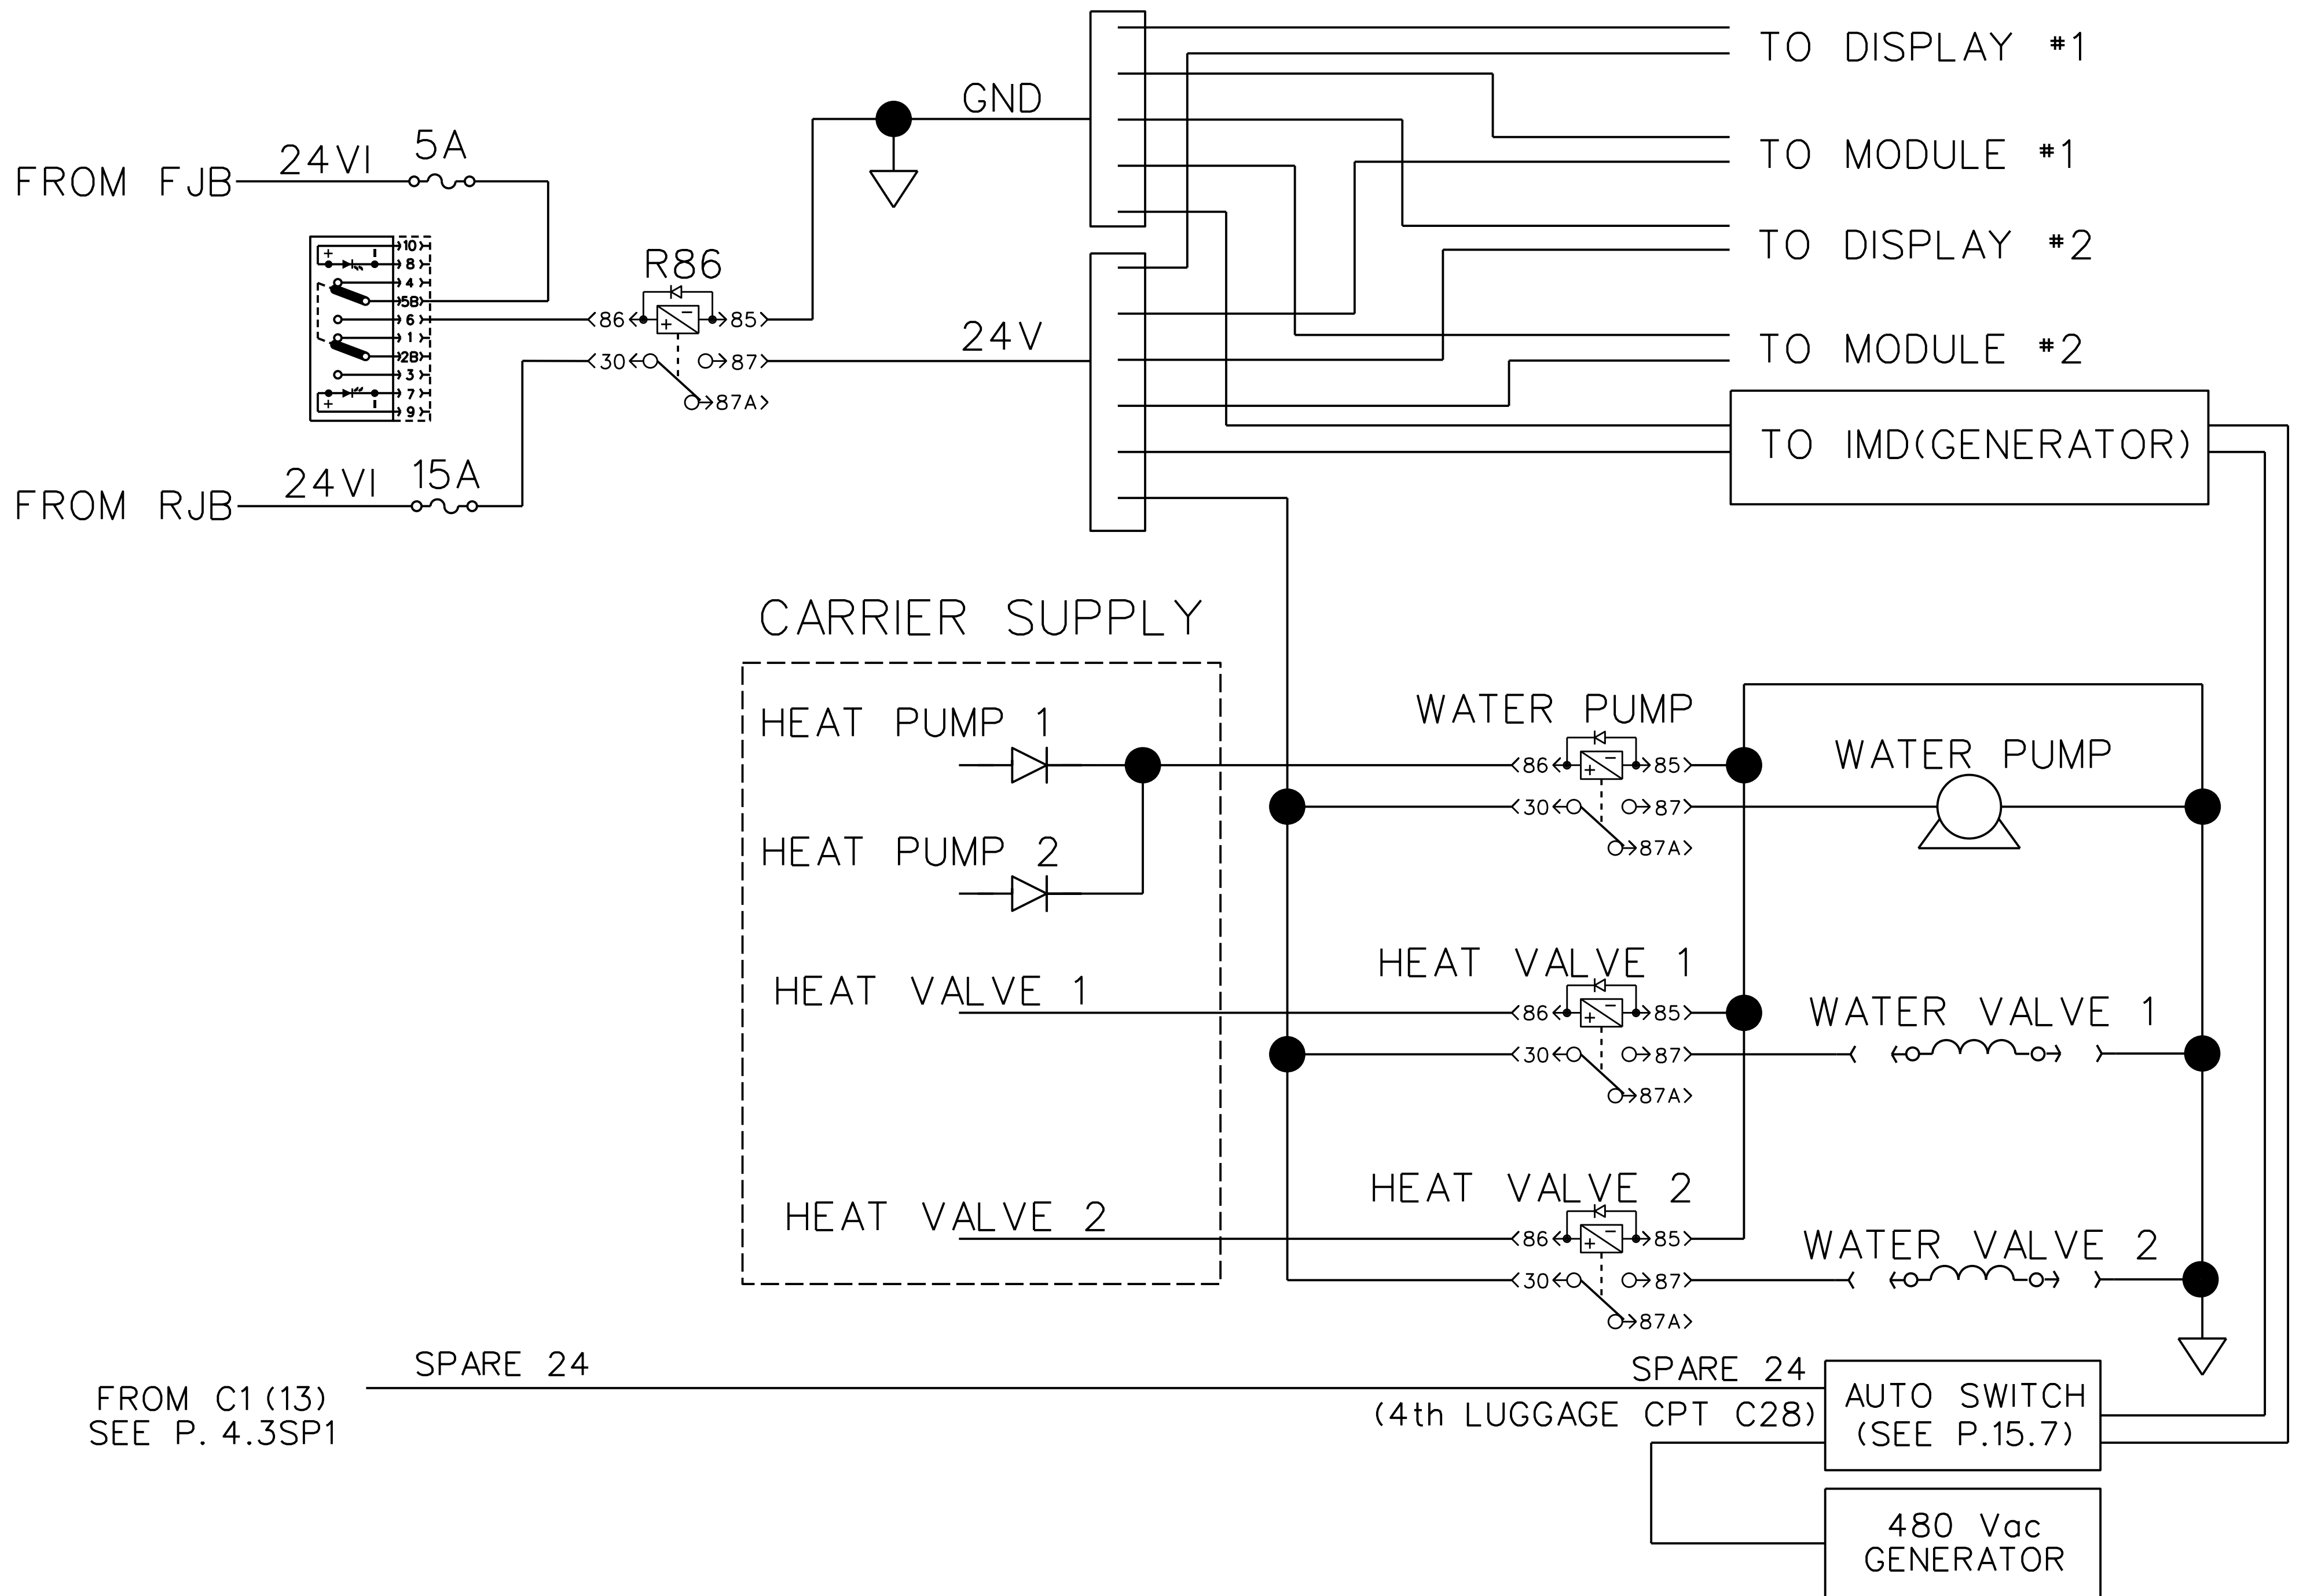 TO DISPLAY #1
GND
5A
24VI
FROM FJB
TO MODULE #1
10
8
4
5B
6
1
2B
3
7
9
+
+
R86
86
+ -
85
30
87
87A
24V
TO DISPLAY #2
TO MODULE #2
TO IMD(GENERATOR)
15A
24VI
FROM RJB
CARRIER SUPPLY
HEAT PUMP 1
WATER PUMP
86
+ -
85
WATER PUMP
30
87
HEAT PUMP 2
87A
HEAT VALVE 1
HEAT VALVE 1
86
+ -
85
WATER VALVE 1
30
87
87A
HEAT VALVE 2
HEAT VALVE 2
86
+ -
85
WATER VALVE 2
30
87
87A
SPARE 24
SPARE 24
FROM C1 (13)
SEE P. 4.3SP1
(4th LUGGAGE CPT C28)
AUTO SWITCH
(SEE P.15.7)
480 Vac
GENERATOR